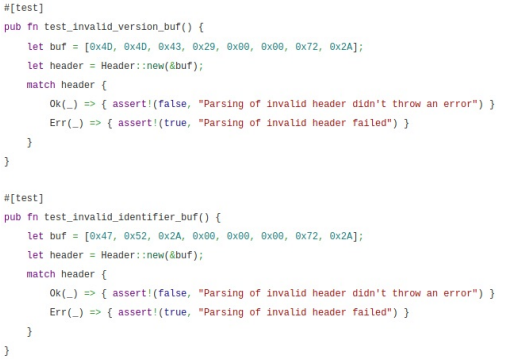 #[test]
pub fn test_invalid_version_buf() {
    let buf = [0x4D, 0x4D, 0x43, 0x29, 0x00, 0x00, 0x72, 0x2A];
    let header = Header::new(&buf);
    match header {
        Ok(_) => { assert!(false, "Parsing of invalid header didn't throw an error") }
        Err(_) => { assert!(true, "Parsing of invalid header failed") }
    }
}

#[test]
pub fn test_invalid_identifier_buf() {
    let buf = [0x47, 0x52, 0x2A, 0x00, 0x00, 0x00, 0x72, 0x2A];
    let header = Header::new(&buf);
    match header {
        Ok(_) => { assert!(false, "Parsing of invalid header didn't throw an error") }
        Err(_) => { assert!(true, "Parsing of invalid header failed") }
    }
}